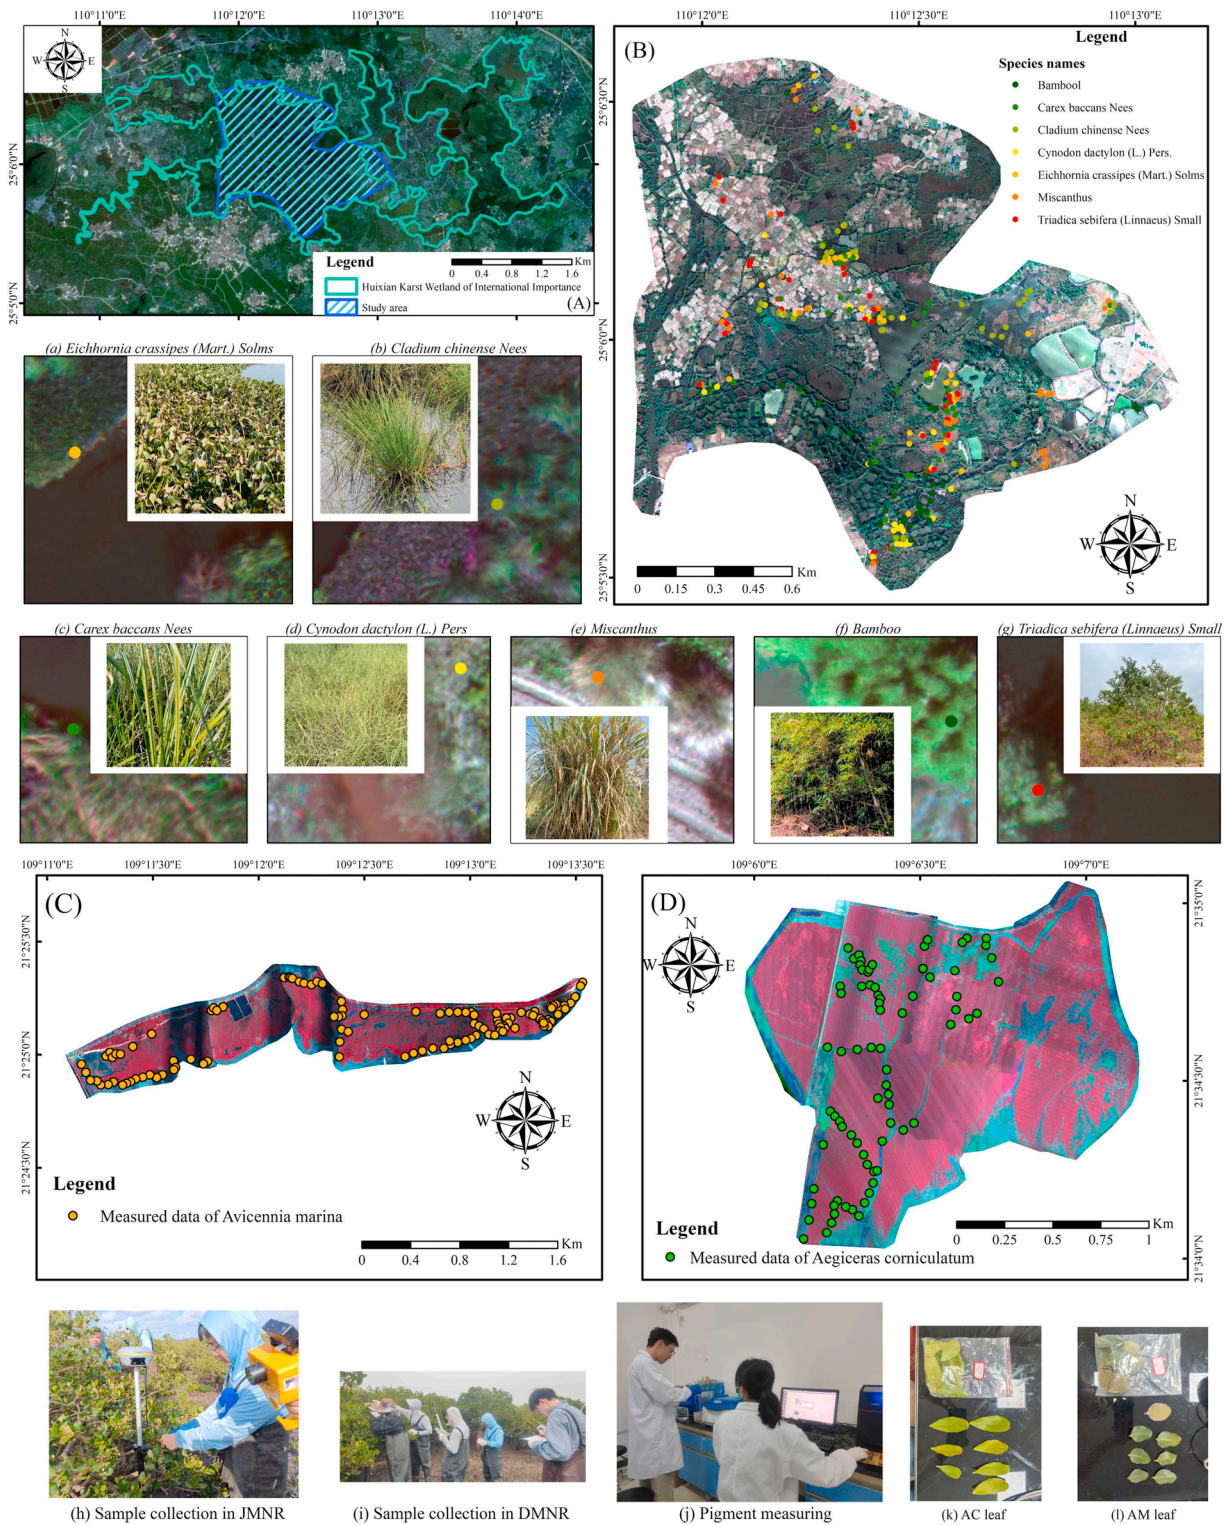 110°11'0"E
110°12'0"E
110°13'0"E
110°14'0"E
25°6'0"N
25°5'0"N
N
W
E
S
Legend
Huixian Karst Wetland of International Importance
Study area
Km
0 0.4 0.8 1.2 1.6
(A)
110°12'0"E
110°12'30"E
110°13'0"E
25°6'30"N
25°6'0"N
25°5'30"N
(B)
Legend
Species names
Bambool
Carex baccans Nees
Cladium chinense Nees
Cynodon dactylon (L.) Pers.
Eichhornia crassipes (Mart.) Solms
Miscanthus
Triadica sebifera (Linnaeus) Small
N
W
E
S
Km
0 0.15 0.3 0.45 0.6
(a) Eichhornia crassipes (Mart.) Solms
(b) Cladium chinense Nees
(c) Carex baccans Nees
(d) Cynodon dactylon (L.) Pers
(e) Miscanthus
(f) Bamboo
(g) Triadica sebifera (Linnaeus) Small
109°11'0"E
109°11'30"E
109°12'0"E
109°12'30"E
109°13'0"E
109°13'30"E
21°25'30"N
21°25'0"N
21°24'30"N
(C)
N
W
E
S
Legend
Measured data of Avicennia marina
Km
0 0.4 0.8 1.2 1.6
109°6'0"E
109°6'30"E
109°7'0"E
21°35'0"N
21°34'30"N
21°34'0"N
(D)
N
W
E
S
Legend
Measured data of Aegiceras corniculatum
Km
0 0.25 0.5 0.75 1
(h) Sample collection in JMNR
(i) Sample collection in DMNR
(j) Pigment measuring
(k) AC leaf
(l) AM leaf